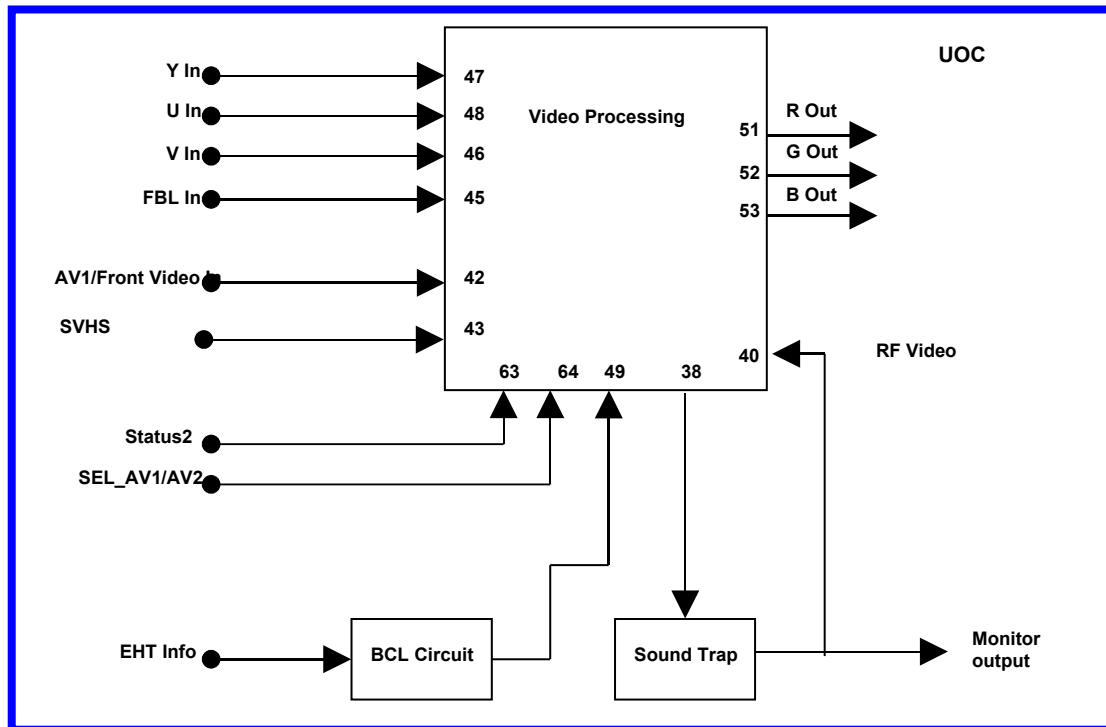 UOC
Y In
47
U In
48
Video Processing
51
R Out
V In
46
52
G Out
FBL In
45
53
B Out
AV1/Front Video In
42
SVHS
43
40
RF Video
63
64
49
38
Status2
SEL_AV1/AV2
EHT Info
BCL Circuit
Sound Trap
Monitor
output